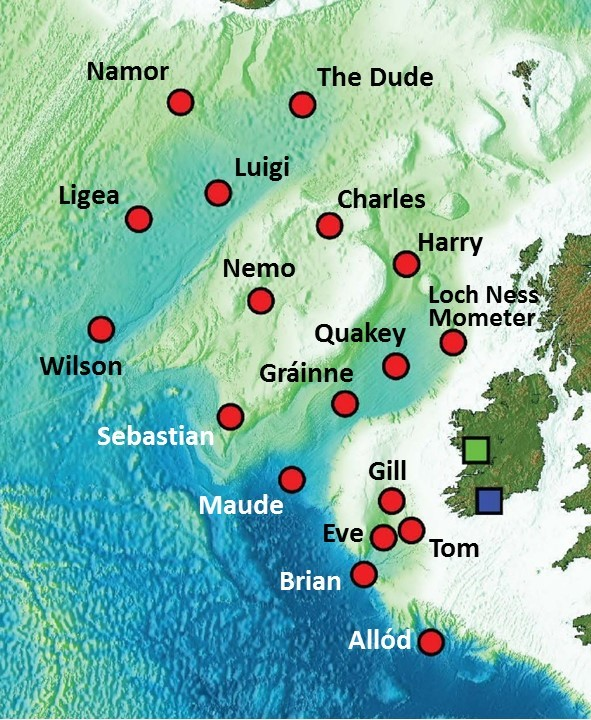 Namor
The Dude
Luigi
Ligea
Charles
Harry
Nemo
Loch Ness
Mometer
Quakey
Wilson
Gráinne
Sebastian
Gill
Maude
Eve
Tom
Brian
Allód